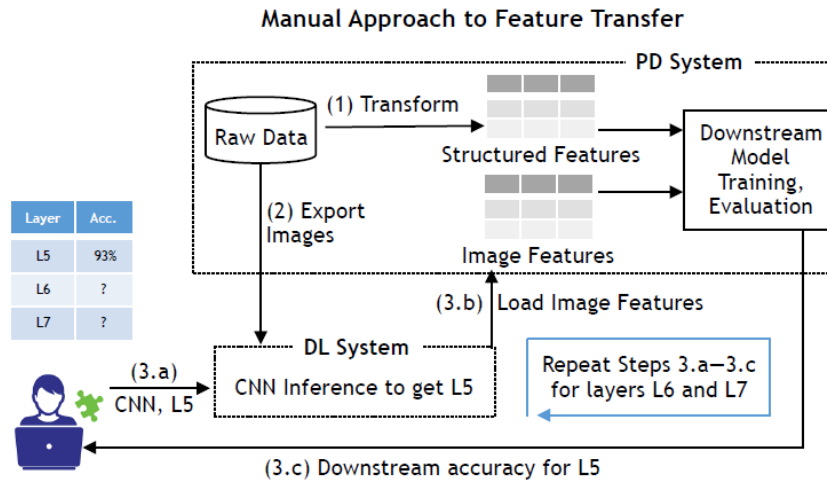 Manual Approach to Feature Transfer
PD System
(1) Transform
Raw Data
Structured Features
Downstream
Model
Training,
Evaluation
(2) Export
Images
Image Features
Layer Acc.
L5 93%
L6 ?
L7 ?
(3.b) Load Image Features
DL System
CNN Inference to get L5
(3.a)
CNN, L5
Repeat Steps 3.a—3.c
for layers L6 and L7
(3.c) Downstream accuracy for L5